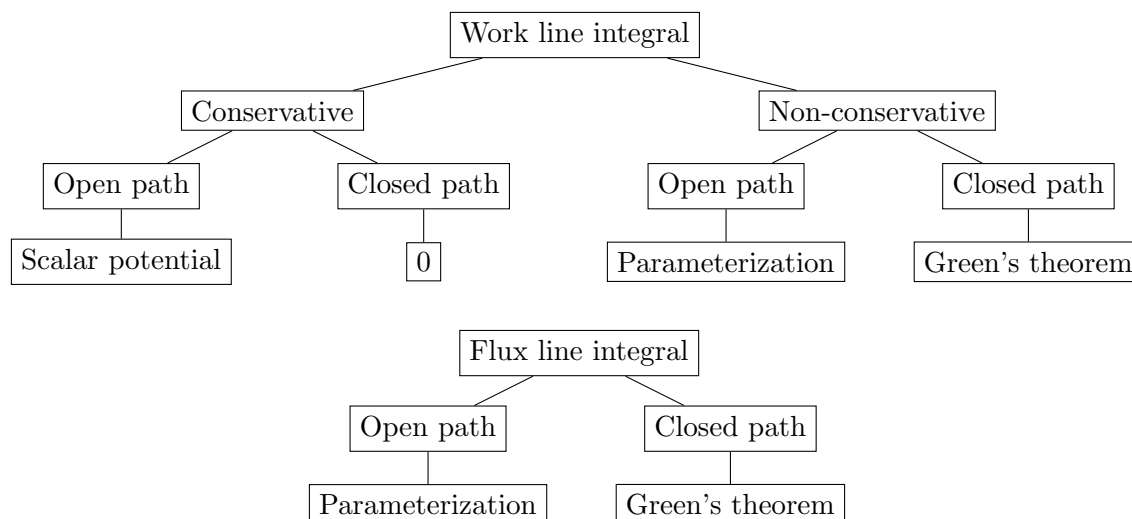 Work line integral
Conservative
Non-conservative
Open path
Closed path
Open path
Closed path
Scalar potential
0
Parameterization
Green's theorem
Flux line integral
Open path
Closed path
Parameterization
Green's theorem